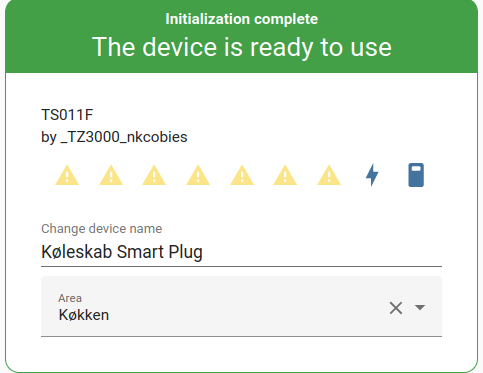 Initialization complete
The device is ready to use
TS011F
by _TZ3000_nkcobies
Change device name
Køleskab Smart Plug
Area
Køkken